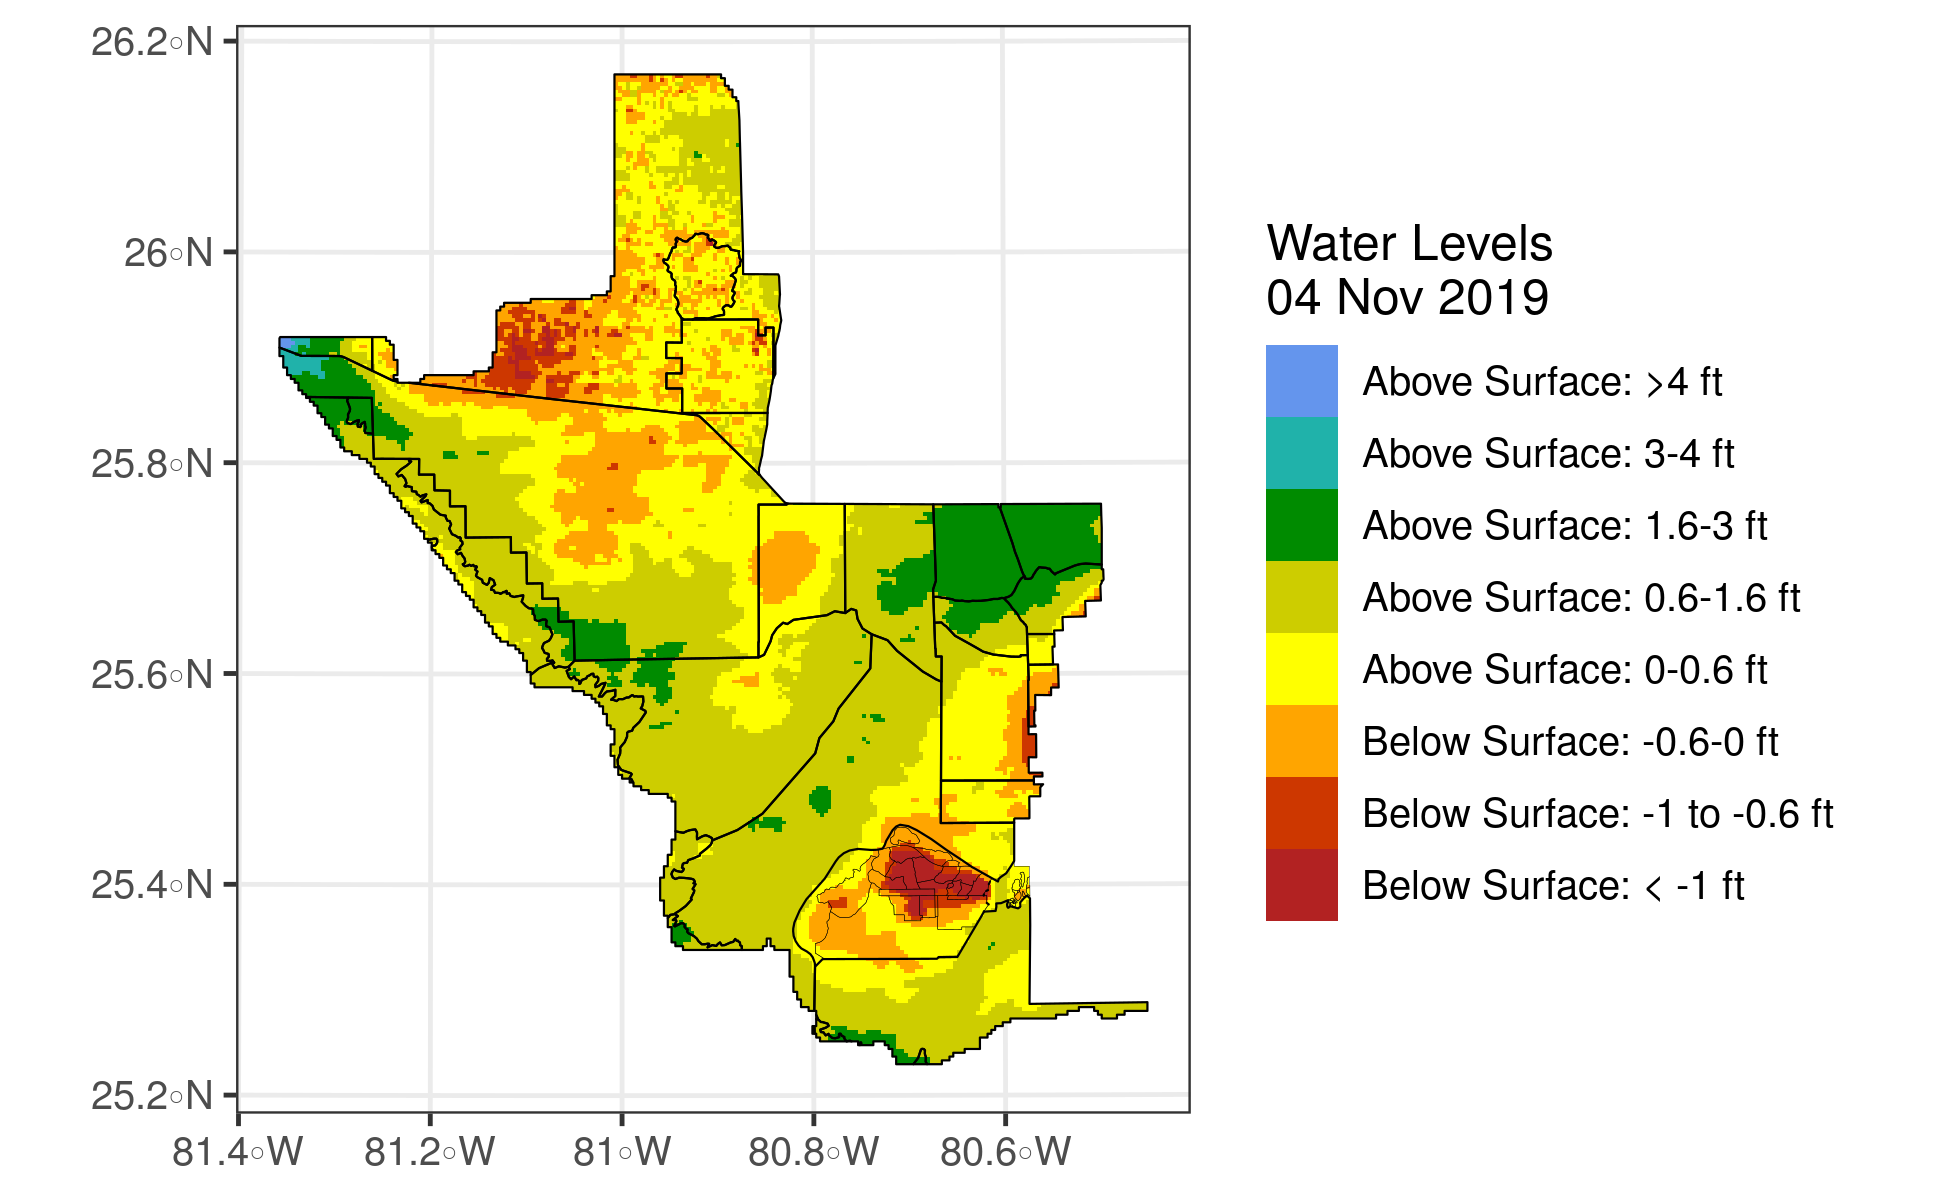 26.2°N
26°N
25.8°N
25.6°N
25.4°N
25.2°N
81.4°W
81.2°W
81°W
80.8°W
80.6°W
Water Levels
04 Nov 2019
Above Surface: >4 ft
Above Surface: 3-4 ft
Above Surface: 1.6-3 ft
Above Surface: 0.6-1.6 ft
Above Surface: 0-0.6 ft
Below Surface: -0.6-0 ft
Below Surface: -1 to -0.6 ft
Below Surface: < -1 ft